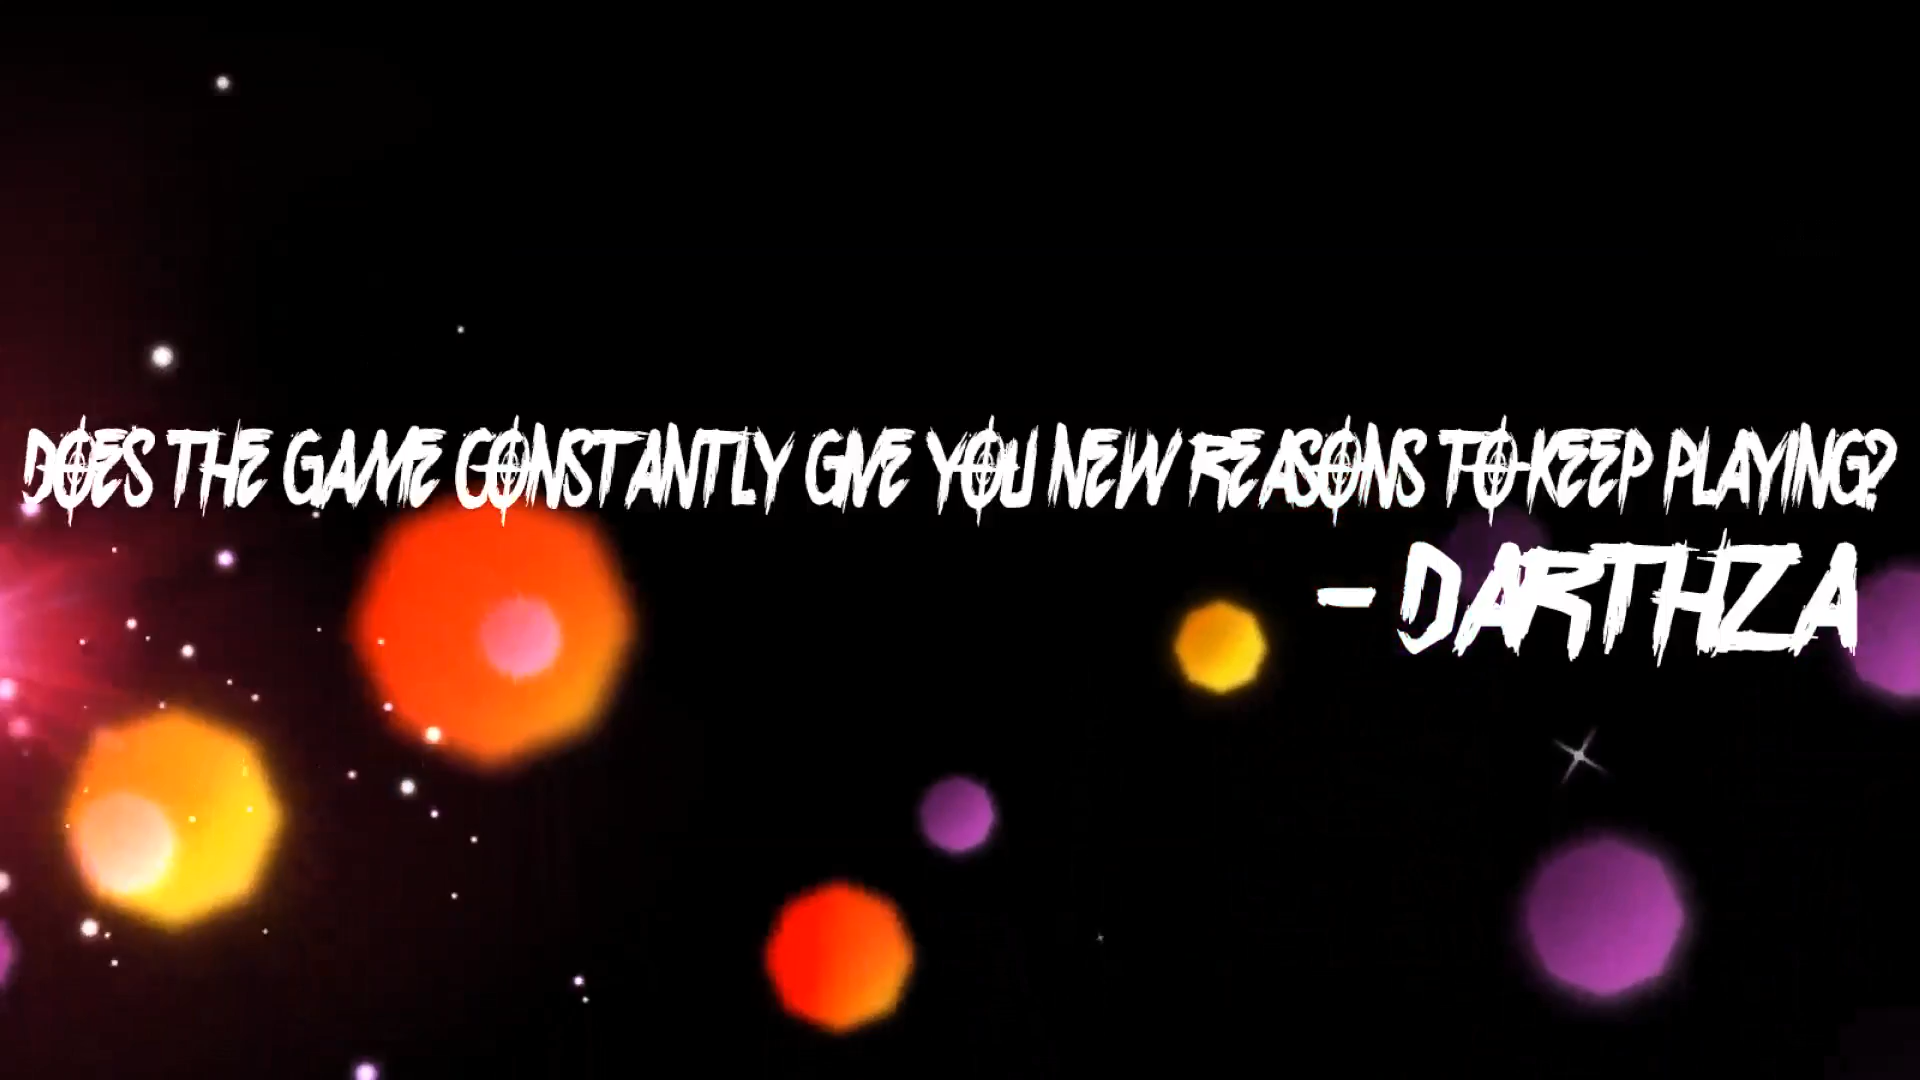 DOES THE GAME CONSTANTLY GIVE YOU NEW REASONS TO KEEP PLAYING?
- DARTHZA